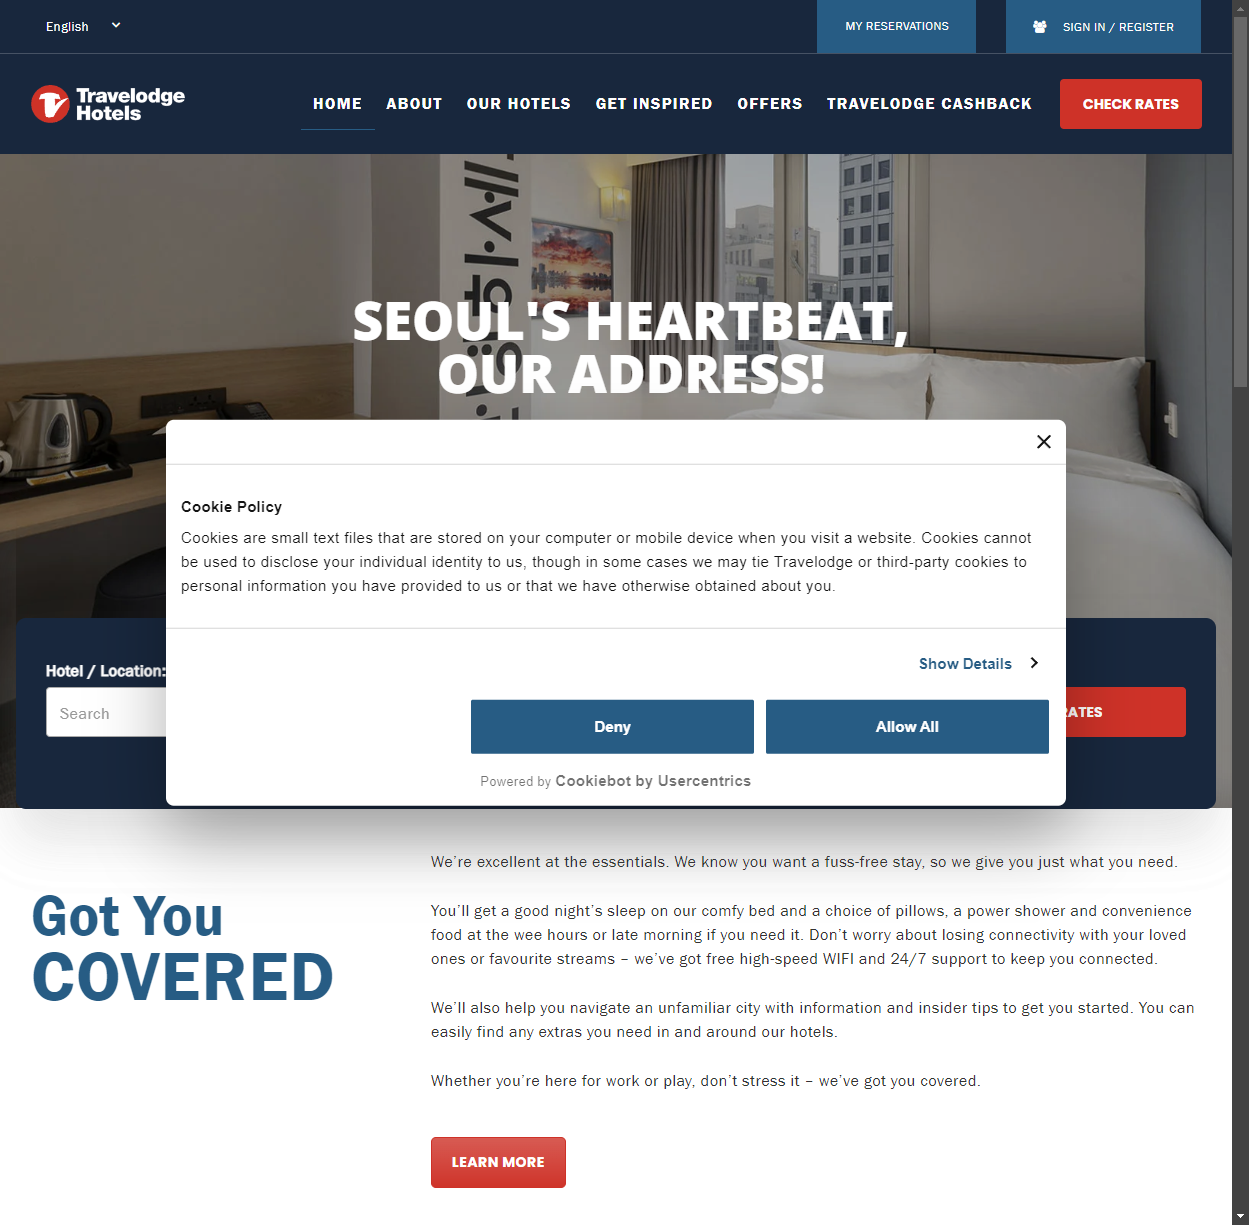 English
MY RESERVATIONS
SIGN IN / REGISTER
Travelodge
Hotels
HOME
ABOUT
OUR HOTELS
GET INSPIRED
OFFERS
TRAVELODGE CASHBACK
CHECK RATES
SEOUL'S HEARTBEAT,
OUR ADDRESS!
Cookie Policy
Cookies are small text files that are stored on your computer or mobile device when you visit a website. Cookies cannot
be used to disclose your individual identity to us, though in some cases we may tie Travelodge or third-party cookies to
personal information you have provided to us or that we have otherwise obtained about you.
Show Details
Hotel / Location:
Search
RATES
Deny
Allow All
Powered by Cookiebot by Usercentrics
Got You
COVERED
We're excellent at the essentials. We know you want a fuss-free stay, so we give you just what you need.
You'll get a good night's sleep on our comfy bed and a choice of pillows, a power shower and convenience
food at the wee hours or late morning if you need it. Don't worry about losing connectivity with your loved
ones or favourite streams – we've got free high-speed WIFI and 24/7 support to keep you connected.
We'll also help you navigate an unfamiliar city with information and insider tips to get you started. You can
easily find any extras you need in and around our hotels.
Whether you're here for work or play, don't stress it – we've got you covered.
LEARN MORE